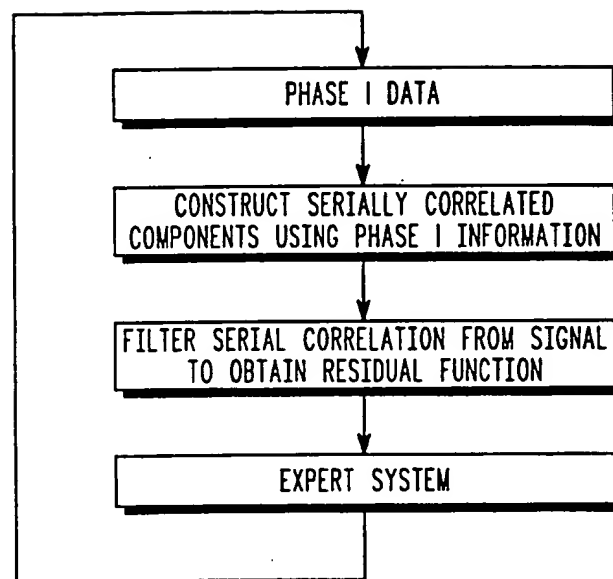 PHASE I DATA
CONSTRUCT SERIALLY CORRELATED
COMPONENTS USING PHASE I INFORMATION
FILTER SERIAL CORRELATION FROM SIGNAL
TO OBTAIN RESIDUAL FUNCTION
EXPERT SYSTEM